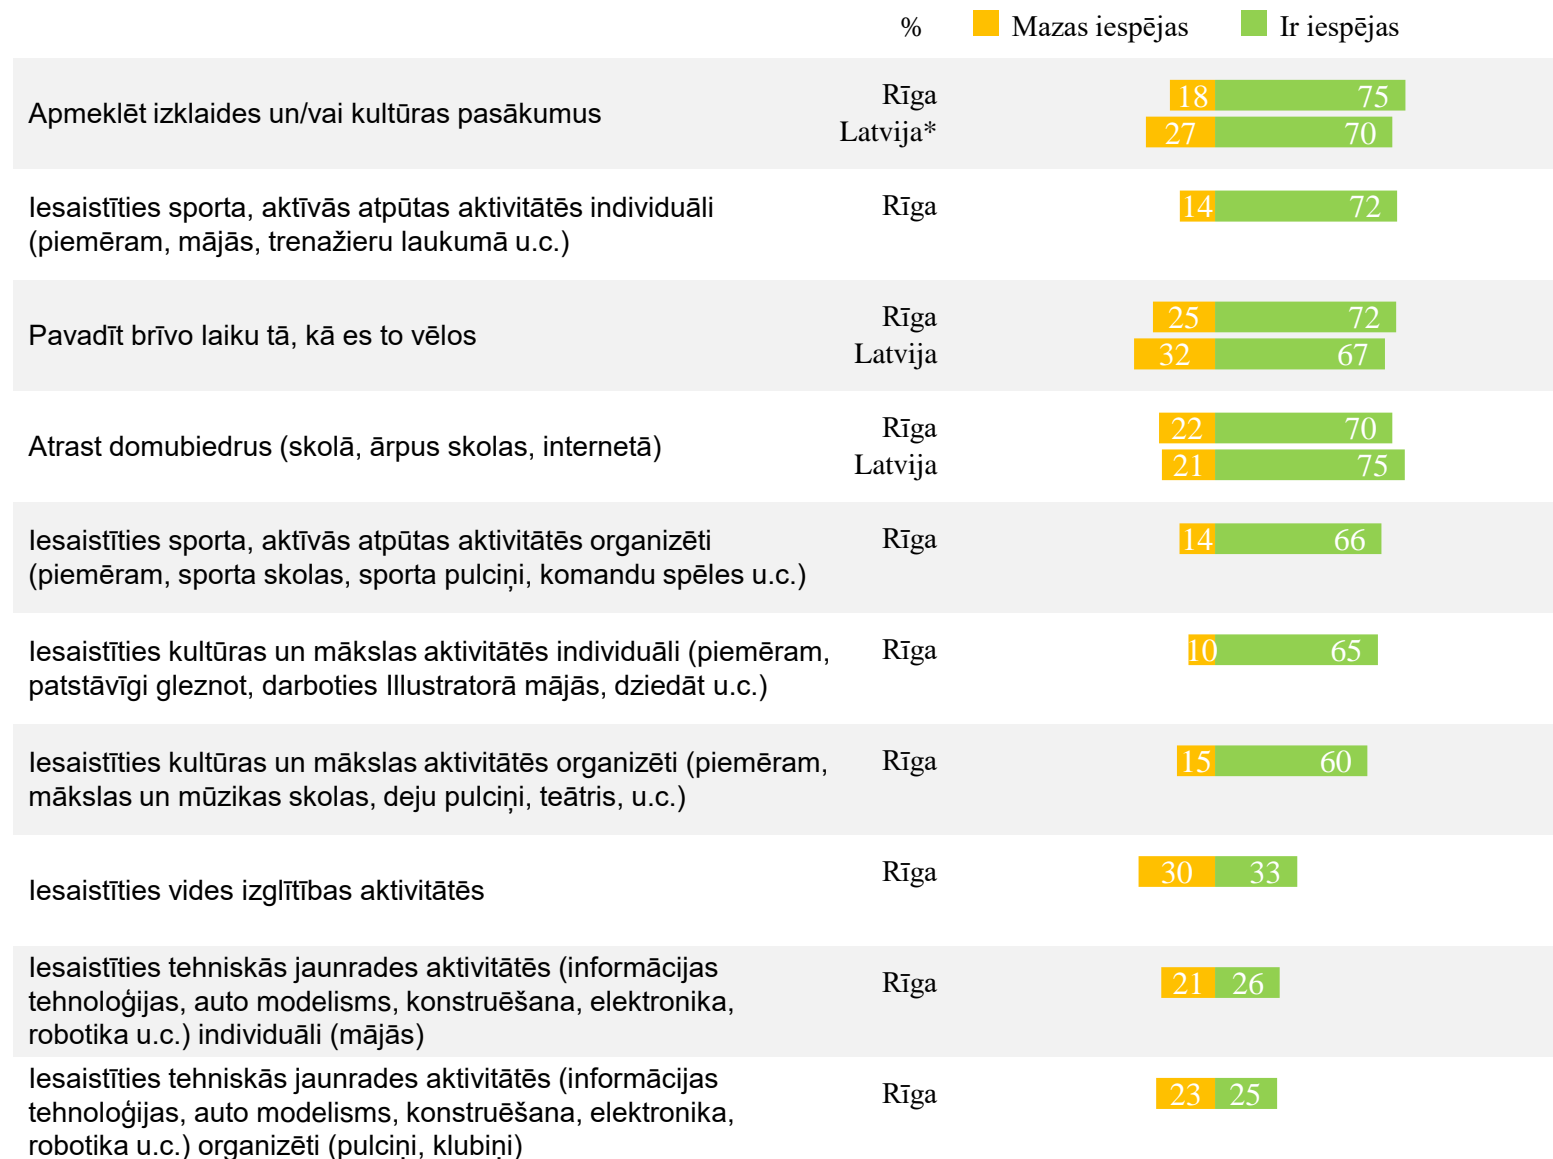 % Mazas iespējas Ir iespējas
Apmeklēt izklaides un/vai kultūras pasākumus
Rīga 18 75
Latvija* 27 70
Iesaistīties sporta, aktīvās atpūtas aktivitātēs individuāli
(piemēram, mājās, trenažieru laukumā u.c.)
Rīga 14 72
Pavadīt brīvo laiku tā, kā es to vēlos
Rīga 25 72
Latvija 32 67
Atrast domubiedrus (skolā, ārpus skolas, internetā)
Rīga 22 70
Latvija 21 75
Iesaistīties sporta, aktīvās atpūtas aktivitātēs organizēti
(piemēram, sporta skolas, sporta pulciņi, komandu spēles u.c.)
Rīga 14 66
Iesaistīties kultūras un mākslas aktivitātēs individuāli (piemēram,
patstāvīgi gleznot, darboties Illustratorā mājās, dziedāt u.c.)
Rīga 10 65
Iesaistīties kultūras un mākslas aktivitātēs organizēti (piemēram,
mākslas un mūzikas skolas, deju pulciņi, teātris, u.c.)
Rīga 15 60
Iesaistīties vides izglītības aktivitātēs
Rīga 30 33
Iesaistīties tehniskās jaunrades aktivitātēs (informācijas
tehnoloģijas, auto modelisms, konstruēšana, elektronika,
robotika u.c.) individuāli (mājās)
Rīga 21 26
Iesaistīties tehniskās jaunrades aktivitātēs (informācijas
tehnoloģijas, auto modelisms, konstruēšana, elektronika,
robotika u.c.) organizēti (pulciņi, klubiņi)
Rīga 23 25